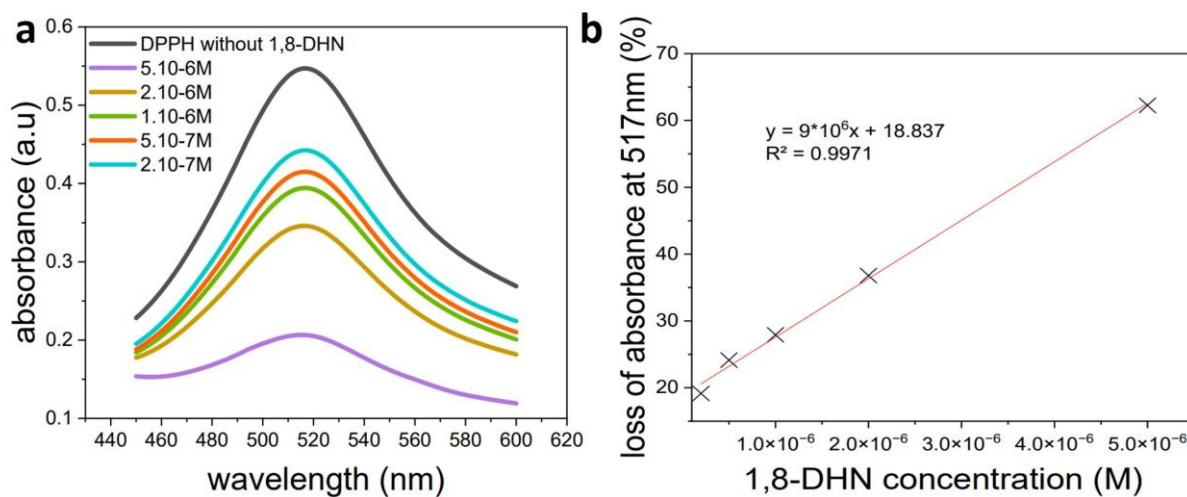 a
DPPH without 1,8-DHN
5.10-6M
2.10-6M
1.10-6M
5.10-7M
2.10-7M
absorbance (a.u)
0.6
0.5
0.4
0.3
0.2
0.1
440 460 480 500 520 540 560 580 600 620
wavelength (nm)
b
loss of absorbance at 517nm (%)
70
60
50
40
30
20
y = 9*10⁶x + 18.837
R² = 0.9971
1.0×10⁻⁶ 2.0×10⁻⁶ 3.0×10⁻⁶ 4.0×10⁻⁶ 5.0×10⁻⁶
1,8-DHN concentration (M)